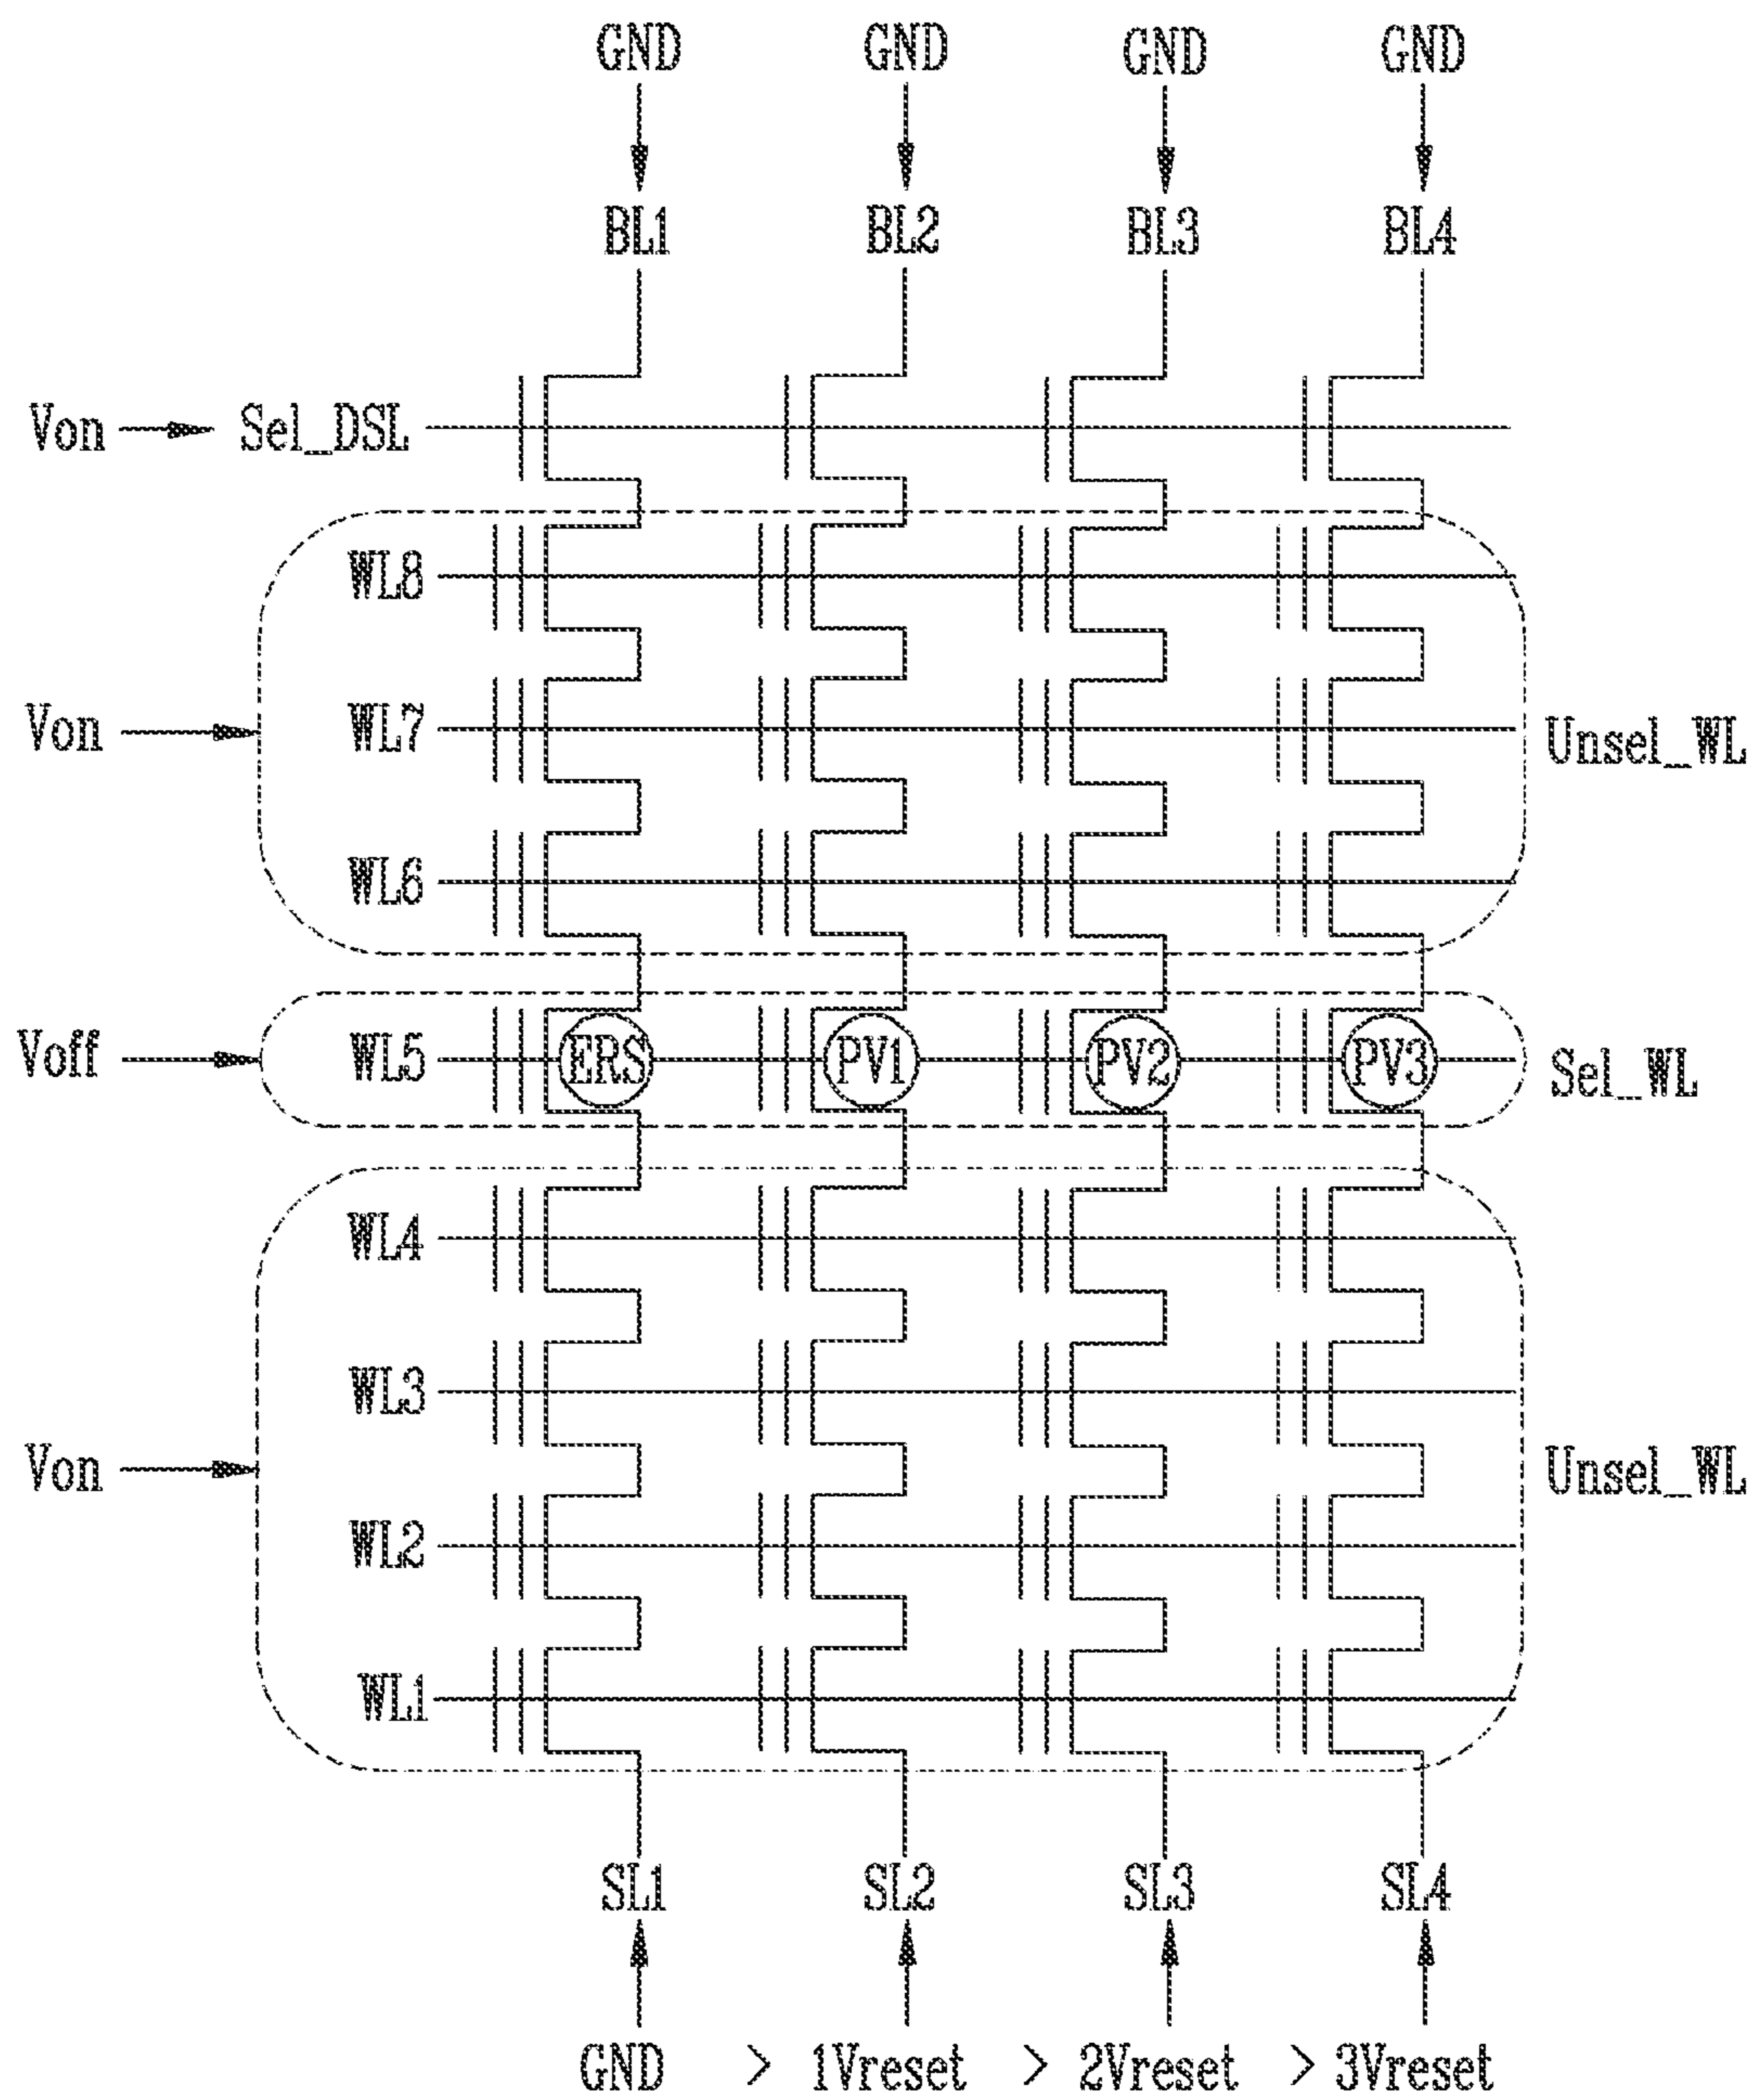 GND GND GND GND
BL1 BL2 BL3 BL4
Von Sel_DSL
WL8
Von WL7 Unsel_WL
WL6
Voff WL5 ERS PV1 PV2 PV3 Sel_WL
WL4
WL3
Von Unsel_WL
WL2
WL1
SL1 SL2 SL3 SL4
GND > 1Vreset > 2Vreset > 3Vreset